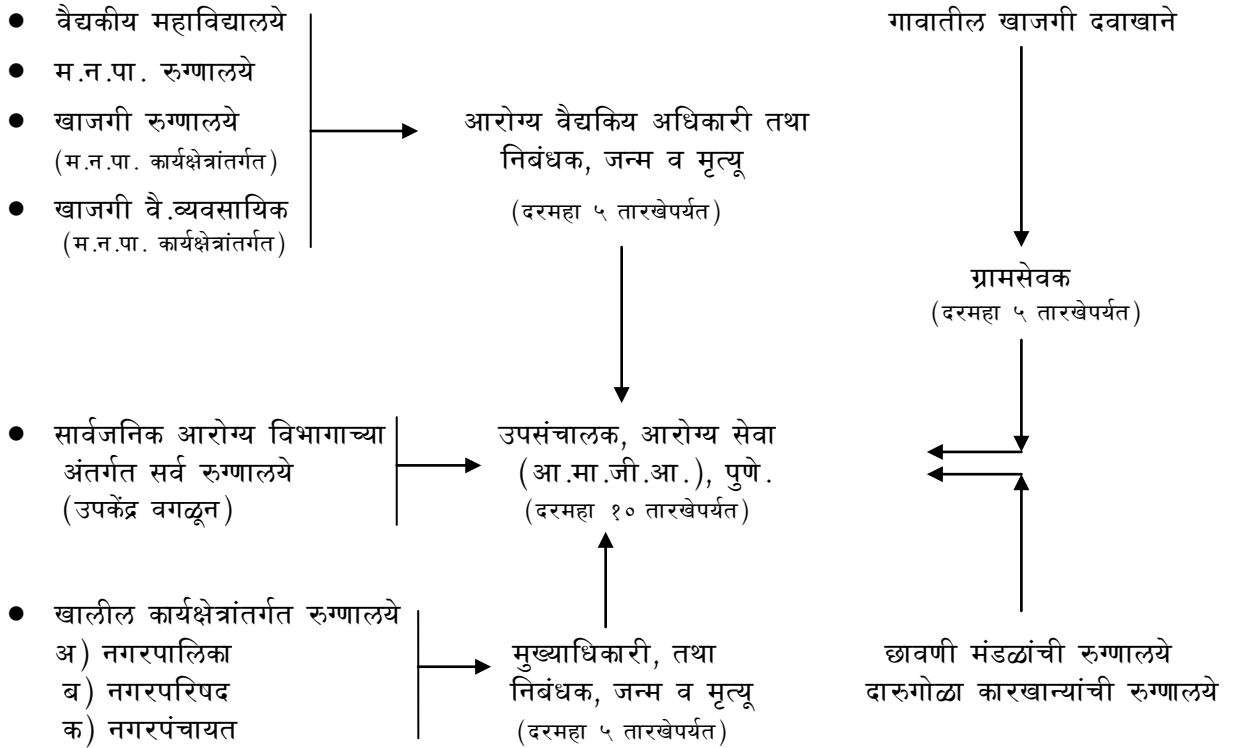 ● वैद्यकीय महाविद्यालये
● म.न.पा. रुग्णालये
● खाजगी रुग्णालये
(म.न.पा. कार्यक्षेत्रांतर्गत)
● खाजगी वै.व्यवसायिक
(म.न.पा. कार्यक्षेत्रांतर्गत)
आरोग्य वैद्यकिय अधिकारी तथा
निबंधक, जन्म व मृत्यू
(दरमहा ५ तारखेपर्यत)
गावातील खाजगी दवाखाने
ग्रामसेवक
(दरमहा ५ तारखेपर्यत)
● सार्वजनिक आरोग्य विभागाच्या
अंतर्गत सर्व रुग्णालये
(उपकेंद्र वगळून)
उपसंचालक, आरोग्य सेवा
(आ.मा.जी.आ.), पुणे.
(दरमहा १० तारखेपर्यत)
● खालील कार्यक्षेत्रांतर्गत रुग्णालये
अ) नगरपालिका
ब) नगरपरिषद
क) नगरपंचायत
मुख्याधिकारी, तथा
निबंधक, जन्म व मृत्यू
(दरमहा ५ तारखेपर्यत)
छावणी मंडळांची रुग्णालये
दारुगोळा कारखान्यांची रुग्णालये